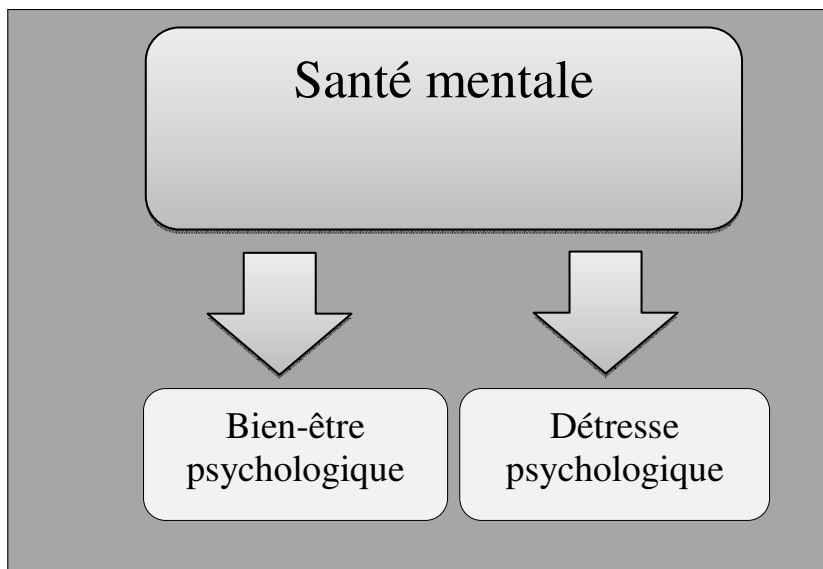 Santé mentale
Bien-être
psychologique
Détresse
psychologique